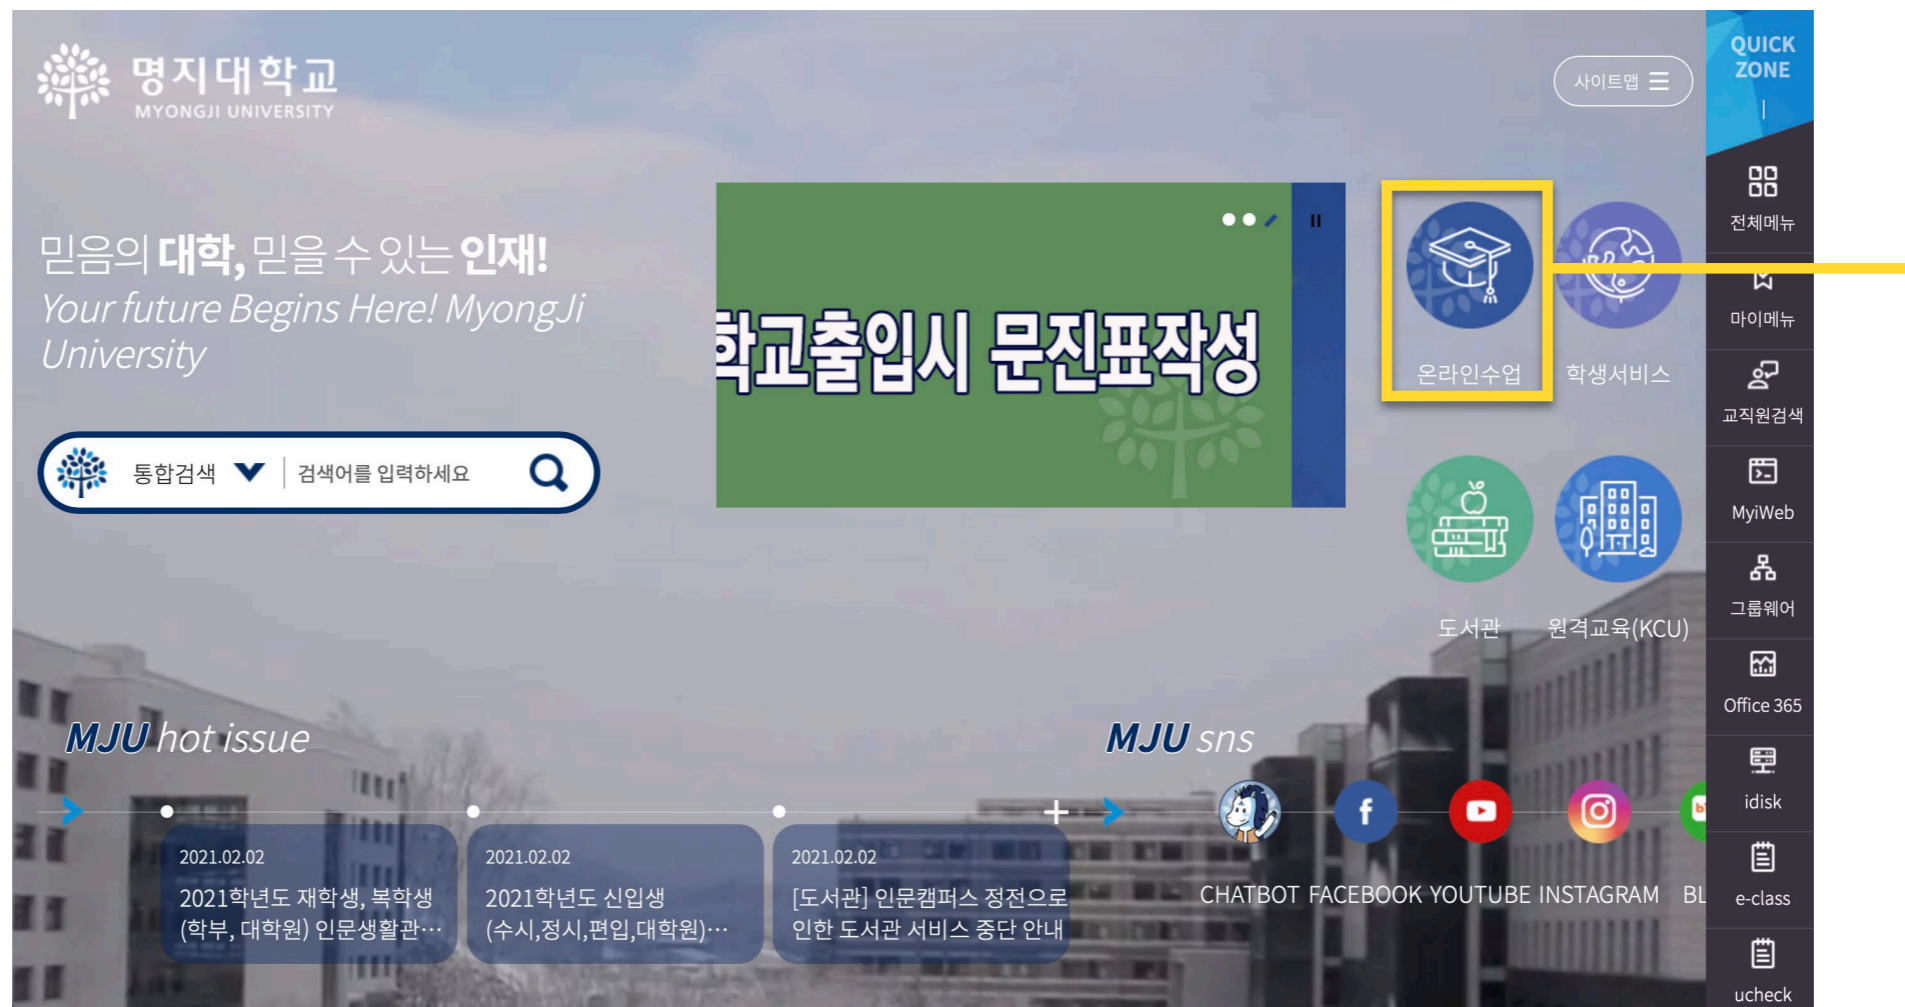 명지대학교
MYONGJI UNIVERSITY
사이트맵
믿음의 대학, 믿을 수 있는 인재!
Your future Begins Here! MyongJi
University
통합검색
검색어를 입력하세요
학교출입시 문진표작성
온라인수업
학생서비스
도서관
원격교육(KCU)
MJU hot issue
2021.02.02
2021학년도 재학생, 복학생
(학부, 대학원) 인문생활관…
2021.02.02
2021학년도 신입생
(수시,정시,편입,대학원)…
2021.02.02
[도서관] 인문캠퍼스 정전으로
인한 도서관 서비스 중단 안내
MJU sns
CHATBOT FACEBOOK YOUTUBE INSTAGRAM BL
QUICK
ZONE
전체메뉴
마이메뉴
교직원검색
MyiWeb
그룹웨어
Office 365
idisk
e-class
ucheck